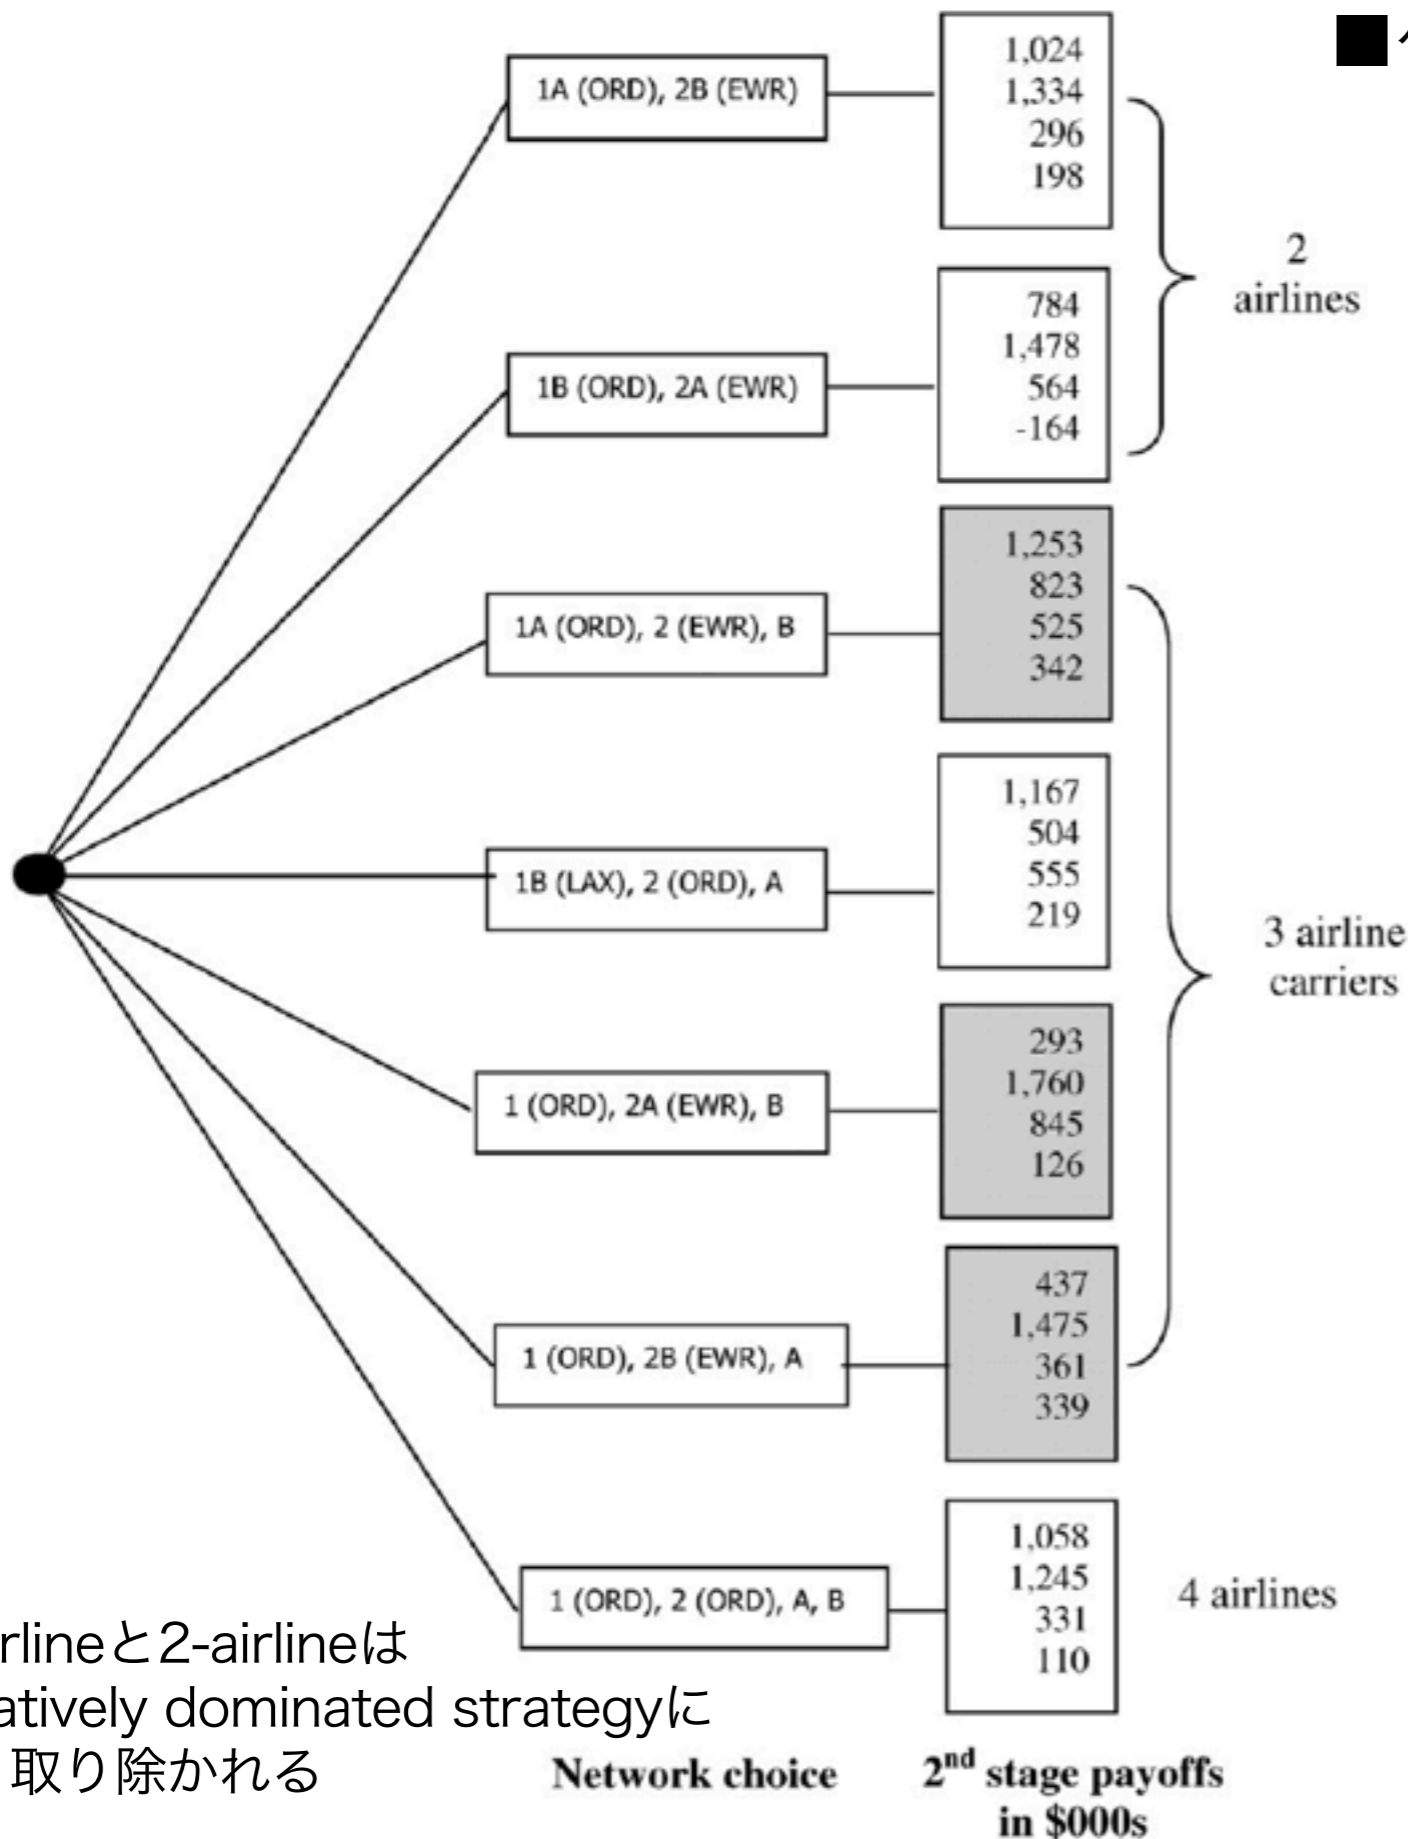 1A (ORD), 2B (EWR)
1,024
1,334
296
198
1B (ORD), 2A (EWR)
784
1,478
564
-164
2
airlines
1A (ORD), 2 (EWR), B
1,253
823
525
342
1B (LAX), 2 (ORD), A
1,167
504
555
219
1 (ORD), 2A (EWR), B
293
1,760
845
126
1 (ORD), 2B (EWR), A
437
1,475
361
339
3 airline
carriers
1 (ORD), 2 (ORD), A, B
1,058
1,245
331
110
4 airlines
rlineと2-airlineは
atively dominated strategyに
取り除かれる
Network choice
2nd stage payoffs
in $000s